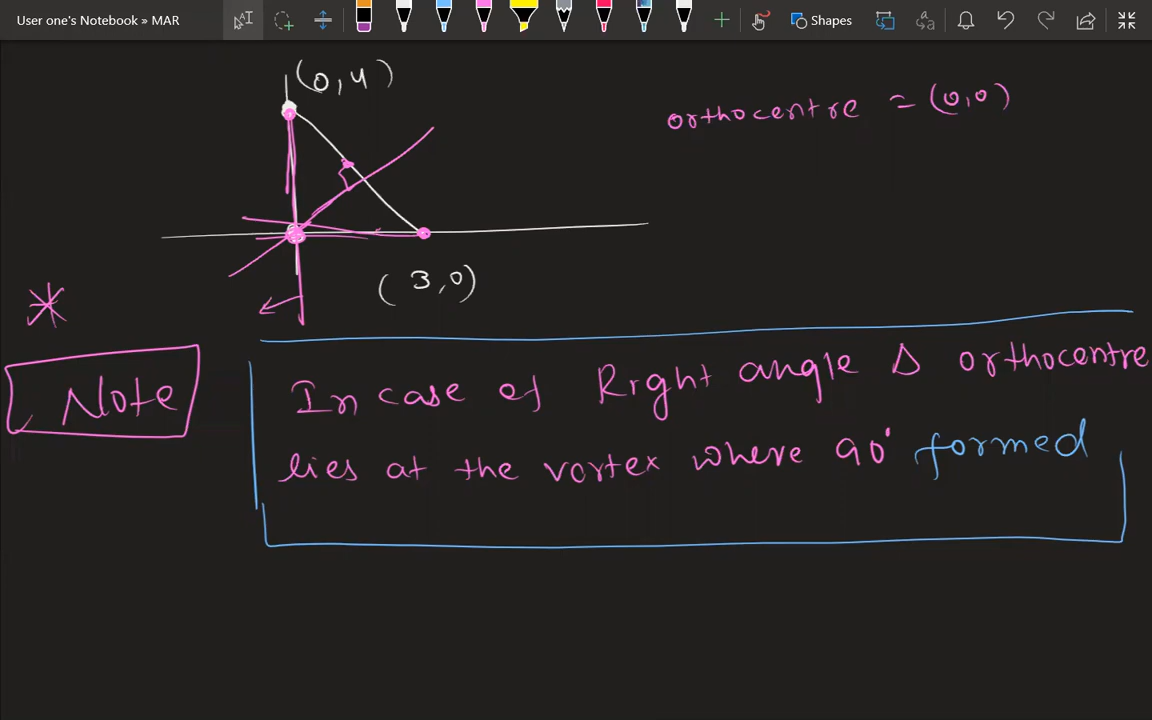 User one's Notebook » MAR
Shapes
(0,4)
orthocentre = (0,0)
(3,0)
Note
In case of Right angle Δ orthocentre
lies at the vortex where 90° formed